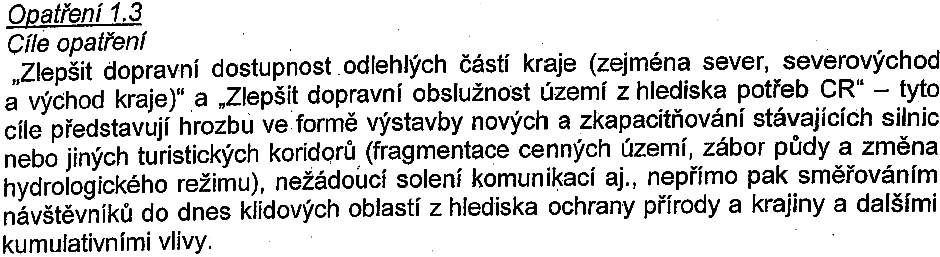 Opatření 1.3
Cíle opatření
„Zlepšit dopravní dostupnost odlehlých částí kraje (zejména sever, severovýchod
a východ kraje)“ a „Zlepšit dopravní obslužnost území z hlediska potřeb CR“ – tyto
cíle představují hrozbu ve formě výstavby nových a zkapacitňování stávajících silnic
nebo jiných turistických koridorů (fragmentace cenných území, zábor půdy a změna
hydrologického režimu), nežádoucí solení komunikací aj., nepřímo pak směřováním
návštěvníků do dnes klidových oblastí z hlediska ochrany přírody a krajiny a dalšími
kumulativními vlivy.